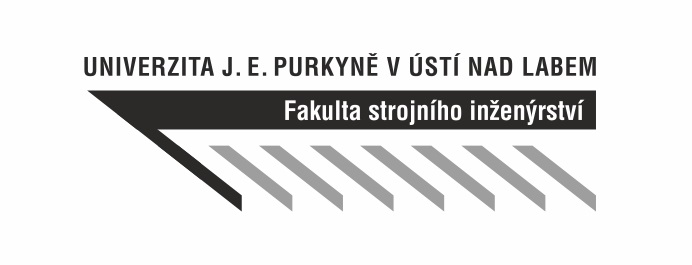 UNIVERZITA J. E. PURKYNĚ V ÚSTÍ NAD LABEM
Fakulta strojního inženýrství